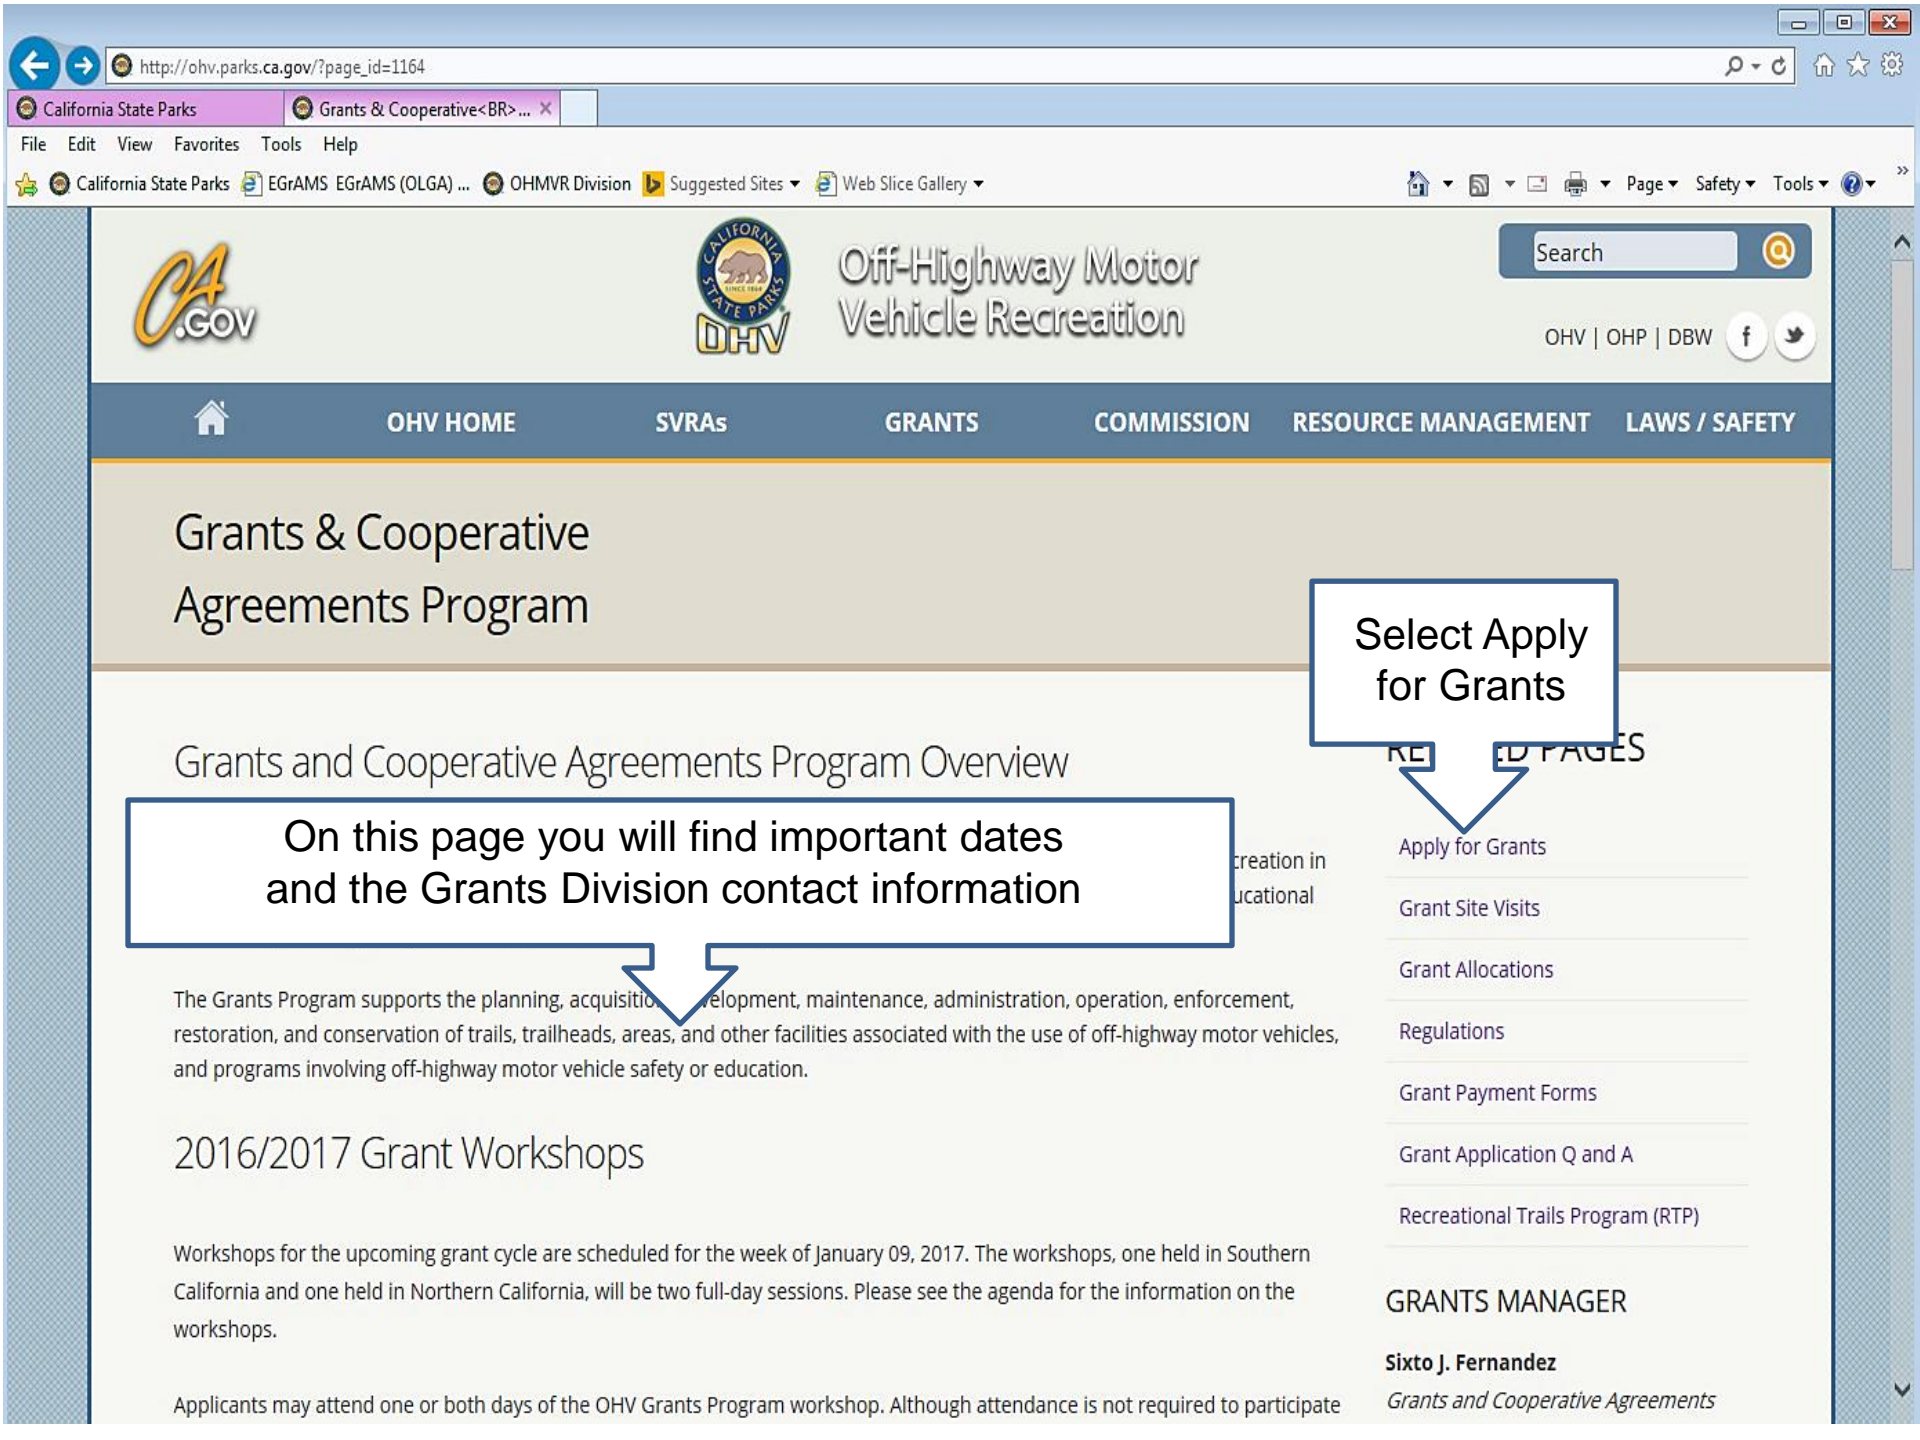 http://ohv.parks.ca.gov/?page_id=1164
California State Parks
Grants & Cooperative<BR>...
File Edit View Favorites Tools Help
California State Parks EGrAMS EGrAMS (OLGA) ... OHMVR Division Suggested Sites Web Slice Gallery
Page Safety Tools
CA
.GOV
CALIFORNIA
SINCE 1864
STATE PARKS
OHV
Off-Highway Motor
Vehicle Recreation
Search
OHV | OHP | DBW
OHV HOME SVRAs GRANTS COMMISSION RESOURCE MANAGEMENT LAWS / SAFETY
Grants & Cooperative
Agreements Program
Select Apply
for Grants
Grants and Cooperative Agreements Program Overview
On this page you will find important dates
and the Grants Division contact information
in
The Grants Program supports the planning, development, maintenance, administration, operation, enforcement,
restoration, and conservation of trails, trailheads, areas, and other facilities associated with the use of off-highway motor vehicles,
and programs involving off-highway motor vehicle safety or education.
2016/2017 Grant Workshops
Workshops for the upcoming grant cycle are scheduled for the week of January 09, 2017. The workshops, one held in Southern
California and one held in Northern California, will be two full-day sessions. Please see the agenda for the information on the
workshops.
Applicants may attend one or both days of the OHV Grants Program workshop. Although attendance is not required to participate
PAGES
Apply for Grants
Grant Site Visits
Grant Allocations
Regulations
Grant Payment Forms
Grant Application Q and A
Recreational Trails Program (RTP)
GRANTS MANAGER
Sixto J. Fernandez
Grants and Cooperative Agreements